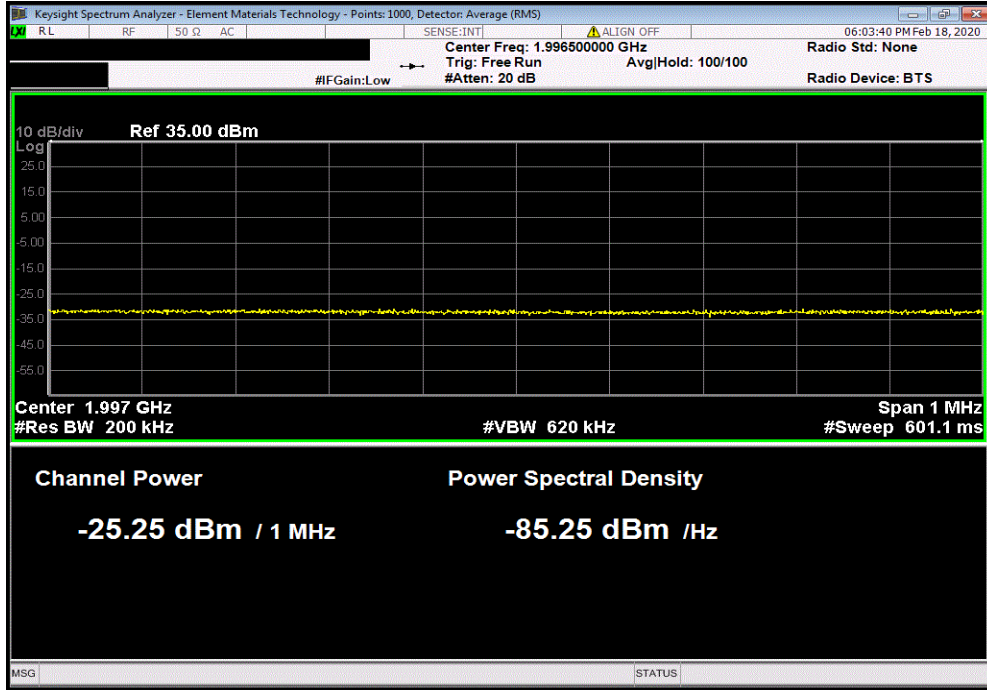 Keysight Spectrum Analyzer - Element Materials Technology - Points: 1000, Detector: Average (RMS)
LXI RL RF 50 Ω AC SENSE:INT ALIGN OFF 06:03:40 PM Feb 18, 2020
Center Freq: 1.996500000 GHz Radio Std: None
Trig: Free Run Avg|Hold: 100/100
#IFGain:Low #Atten: 20 dB Radio Device: BTS
10 dB/div Ref 35.00 dBm
Log
25.0
15.0
5.00
-5.00
-15.0
-25.0
-35.0
-45.0
-55.0
Center 1.997 GHz Span 1 MHz
#Res BW 200 kHz #VBW 620 kHz #Sweep 601.1 ms
Channel Power Power Spectral Density
-25.25 dBm / 1 MHz -85.25 dBm /Hz
MSG STATUS